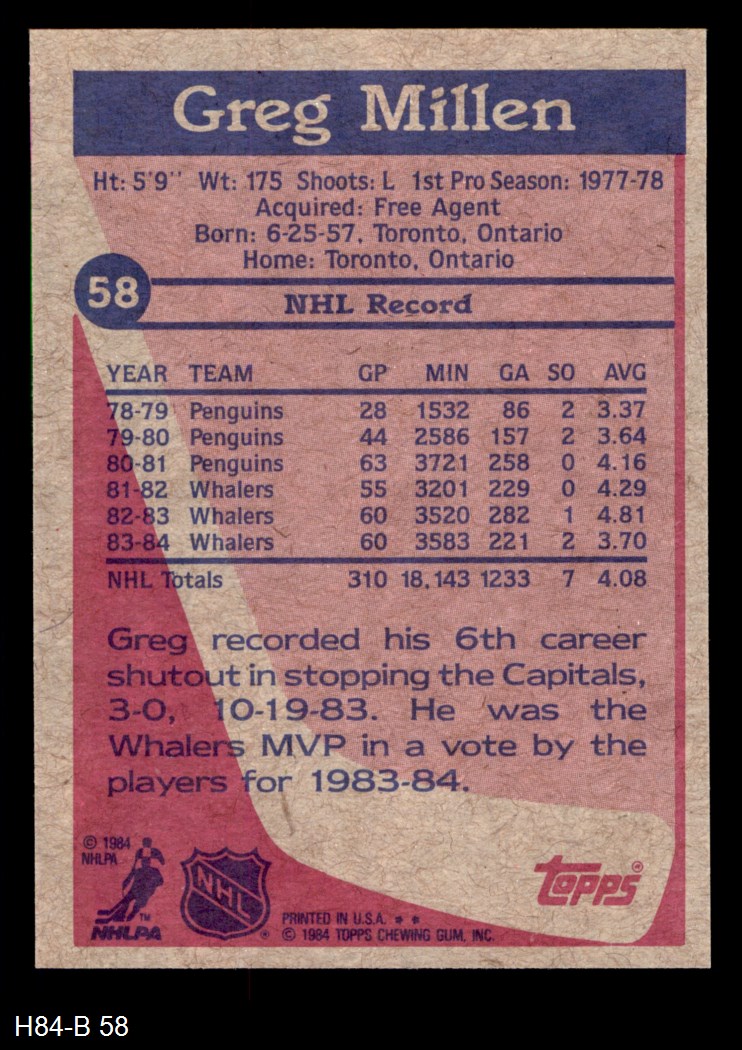 Greg Millen
Ht: 5'9'' Wt: 175 Shoots: L 1st Pro Season: 1977-78
Acquired: Free Agent
Born: 6-25-57, Toronto, Ontario
Home: Toronto, Ontario
58
NHL Record
YEAR TEAM GP MIN GA SO AVG
78-79 Penguins 28 1532 86 2 3.37
79-80 Penguins 44 2586 157 2 3.64
80-81 Penguins 63 3721 258 0 4.16
81-82 Whalers 55 3201 229 0 4.29
82-83 Whalers 60 3520 282 1 4.81
83-84 Whalers 60 3583 221 2 3.70
NHL Totals 310 18,143 1233 7 4.08
Greg recorded his 6th career
shutout in stopping the Capitals,
3-0, 10-19-83. He was the
Whalers MVP in a vote by the
players for 1983-84.
© 1984
NHLPA
NHLPA ™
NHL ®
topps®
PRINTED IN U.S.A. * *
© 1984 TOPPS CHEWING GUM, INC.
H84-B 58